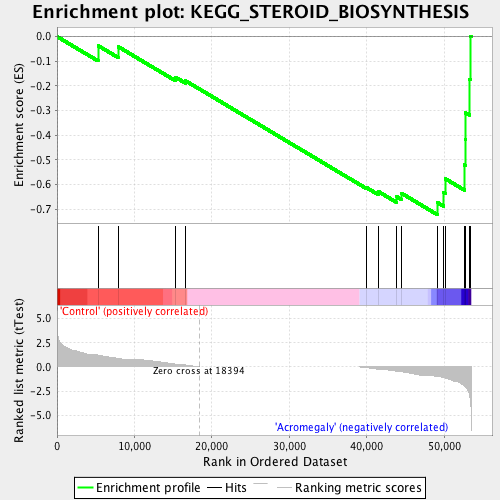 Enrichment plot: KEGG_STEROID_BIOSYNTHESIS
Enrichment score (ES)
0.0
-0.1
-0.2
-0.3
-0.4
-0.5
-0.6
-0.7
'Control' (positively correlated)
Ranked list metric (tTest)
5.0
2.5
0.0
-2.5
-5.0
Zero cross at 18394
'Acromegaly' (negatively correlated)
0 10,000 20,000 30,000 40,000 50,000
Rank in Ordered Dataset
Enrichment profile Hits Ranking metric scores